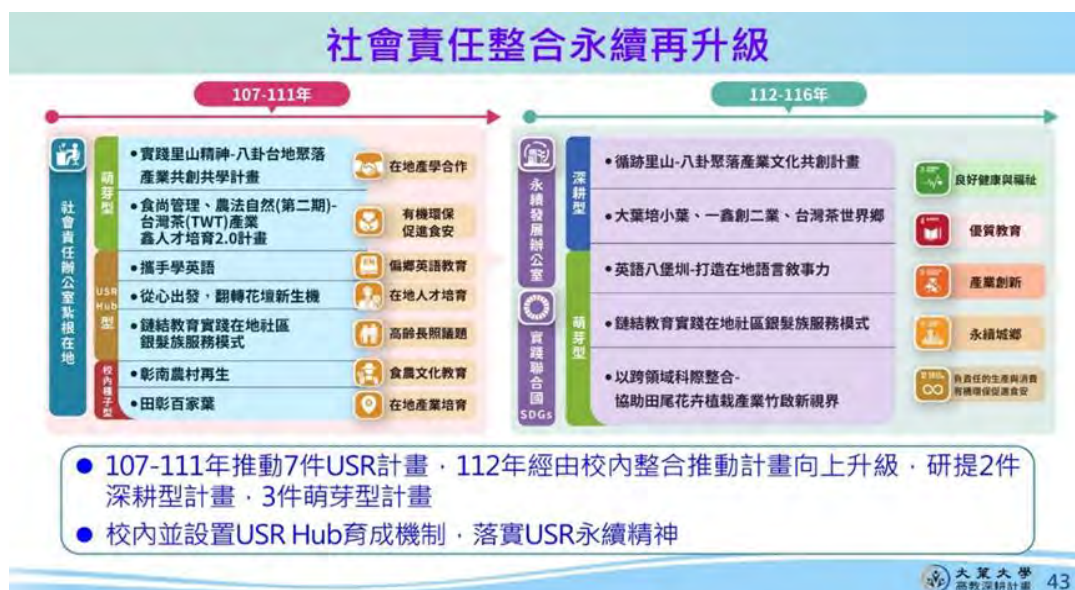 社會責任整合永續再升級
107-111年
社會責任辦公室紮根在地
萌芽型
•實踐里山精神-八卦台地聚落
產業共創共學計畫
•食尚管理、農法自然(第二期)-
台灣茶(TWT)產業
鑫人才培育2.0計畫
USR
Hub
型
•攜手學英語
•從心出發，翻轉花壇新生機
•鏈結教育實踐在地社區
銀髮族服務模式
校內種子型
•彰南農村再生
•田彰百家葉
在地產學合作
有機環保
促進食安
EN
偏鄉英語教育
在地人才培育
高齡長照議題
食農文化教育
在地產業培育
112-116年
永續發展辦公室
實踐聯合國
SDGs
深耕型
•循跡里山-八卦聚落產業文化共創計畫
•大葉培小葉、一鑫創二業、台灣茶世界鄉
萌芽型
•英語八堡圳-打造在地語言敘事力
•鏈結教育實踐在地社區銀髮族服務模式
•以跨領域科際整合-
協助田尾花卉植栽產業竹啟新視界
良好健康與福祉
優質教育
產業創新
永續城鄉
負責任的生產與消費
有機環保促進食安
● 107-111年推動7件USR計畫，112年經由校內整合推動計畫向上升級，研提2件
深耕型計畫，3件萌芽型計畫
● 校內並設置USR Hub育成機制，落實USR永續精神
大葉大學
高教深耕計畫
43